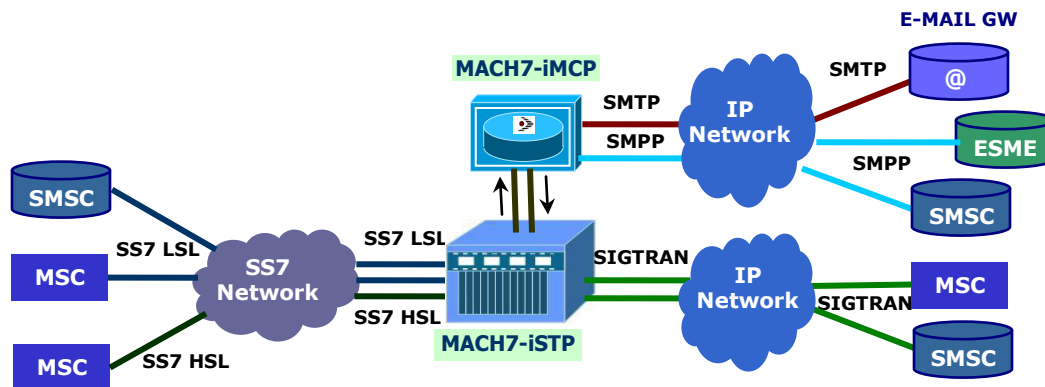 E-MAIL GW
MACH7-iMCP
SMTP
@
SMTP
IP
Network
SMPP
ESME
SMPP
SMSC
SMSC
SS7 LSL
SS7 LSL
SIGTRAN
MSC
SS7
Network
IP
Network
MSC
SIGTRAN
SS7 HSL
MSC
SS7 HSL
MACH7-iSTP
SMSC